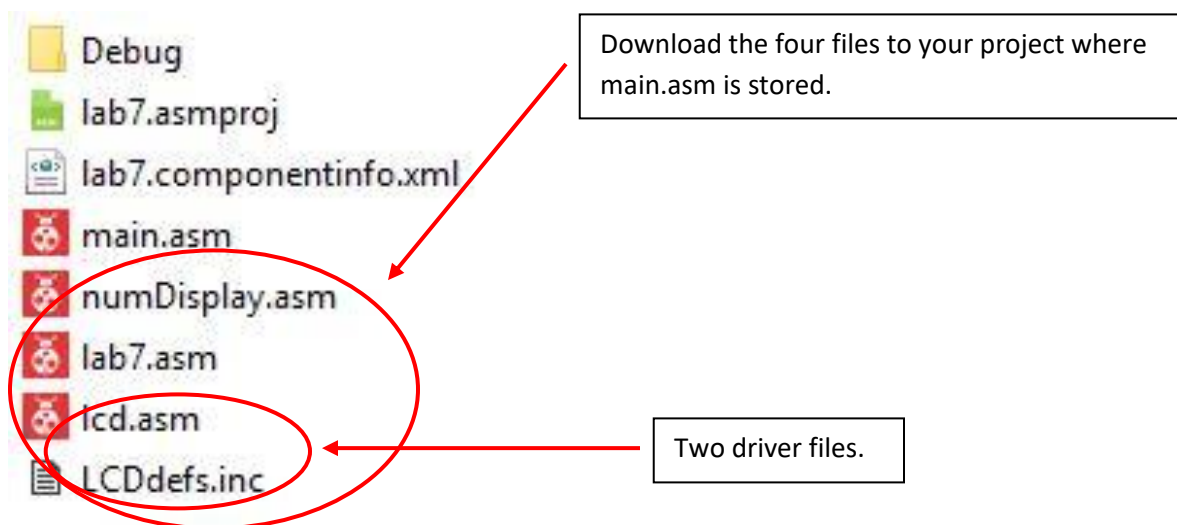 Debug
lab7.asmproj
lab7.componentinfo.xml
main.asm
numDisplay.asm
lab7.asm
lcd.asm
LCDdefs.inc
Download the four files to your project where
main.asm is stored.
Two driver files.